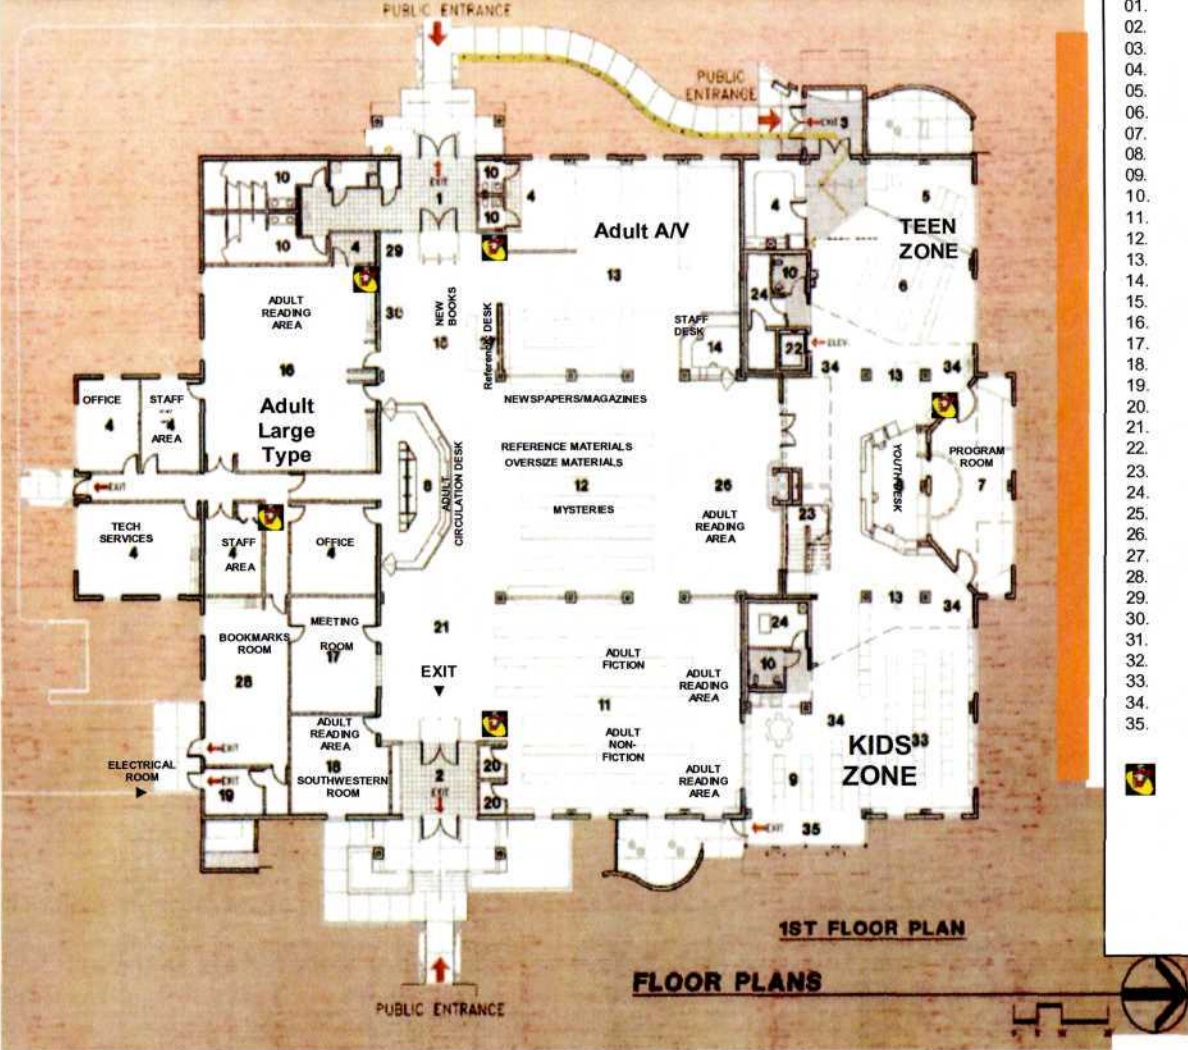 PUBLIC ENTRANCE
PUBLIC
ENTRANCE
EXIT 3
10
10
EXIT
1
10
10
4
4
29
Adult A/V
13
4
5
TEEN
ZONE
10
24
6
ADULT
READING
AREA
30
NEW
BOOKS
Reference DESK
STAFF
DESK
14
22
ELEV.
16
34
13
34
OFFICE
4
STAFF
4
AREA
Adult
Large
Type
NEWSPAPERS/MAGAZINES
REFERENCE MATERIALS
OVERSIZE MATERIALS
12
MYSTERIES
8
ADULT
CIRCULATION DESK
26
ADULT
READING
AREA
23
YOUTH DESK
PROGRAM
ROOM
7
EXIT
TECH
SERVICES
4
STAFF
4
AREA
OFFICE
4
13
34
BOOKMARKS
ROOM
28
MEETING
ROOM
17
21
EXIT
ADULT
FICTION
ADULT
READING
AREA
24
10
11
ADULT
NON-
FICTION
34
KIDS
ZONE
33
ADULT
READING
AREA
18
SOUTHWESTERN
ROOM
EXIT
ELECTRICAL
ROOM
EXIT
19
2
EXIT
20
20
ADULT
READING
AREA
9
EXIT
35
1ST FLOOR PLAN
FLOOR PLANS
PUBLIC ENTRANCE
01.
02.
03.
04.
05.
06.
07.
08.
09.
10.
11.
12.
13.
14.
15.
16.
17.
18.
19.
20.
21.
22.
23.
24.
25.
26.
27.
28.
29.
30.
31.
32.
33.
34.
35.